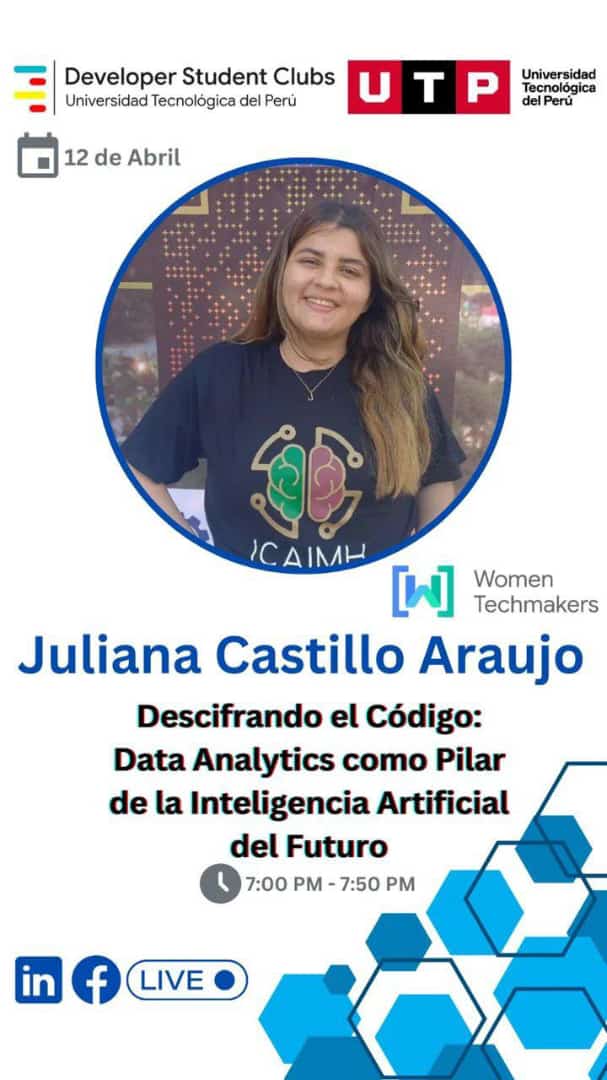 Developer Student Clubs
Universidad Tecnológica del Perú
UTP
Universidad
Tecnológica
del Perú
12 de Abril
ICAIMH
Women
Techmakers
Juliana Castillo Araujo
Descifrando el Código:
Data Analytics como Pilar
de la Inteligencia Artificial
del Futuro
7:00 PM - 7:50 PM
in f LIVE